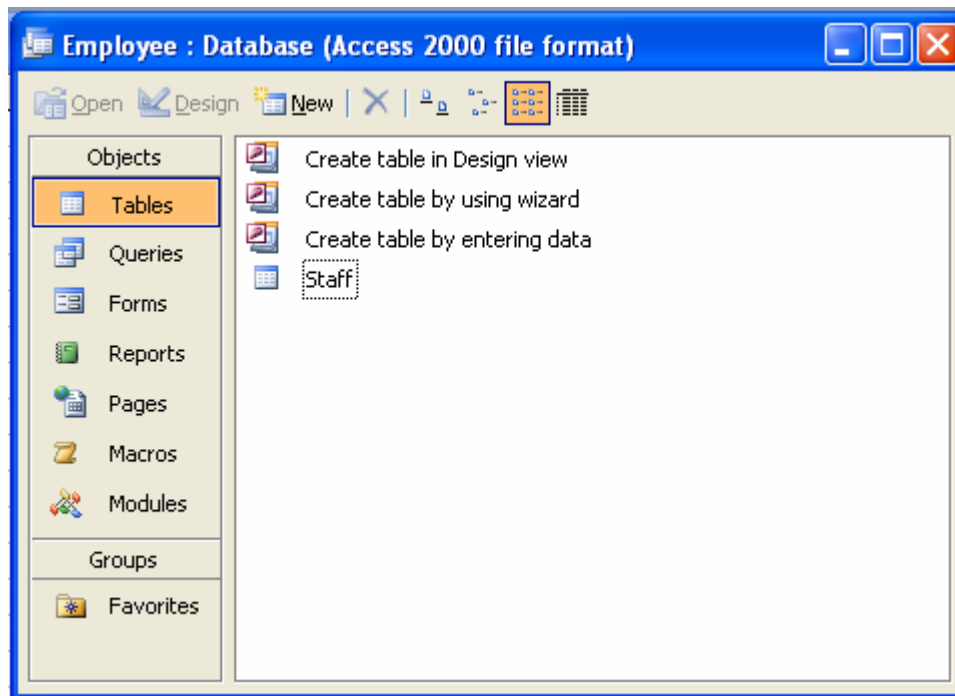 Employee : Database (Access 2000 file format)
Open Design New
Objects
Tables
Queries
Forms
Reports
Pages
Macros
Modules
Groups
Favorites
Create table in Design view
Create table by using wizard
Create table by entering data
Staff